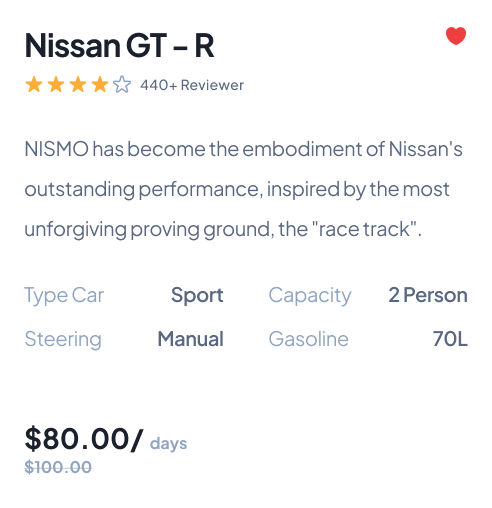 Nissan GT – R
440+ Reviewer
NISMO has become the embodiment of Nissan's
outstanding performance, inspired by the most
unforgiving proving ground, the "race track".
Type Car Sport Capacity 2 Person
Steering Manual Gasoline 70L
$80.00/ days
$100.00